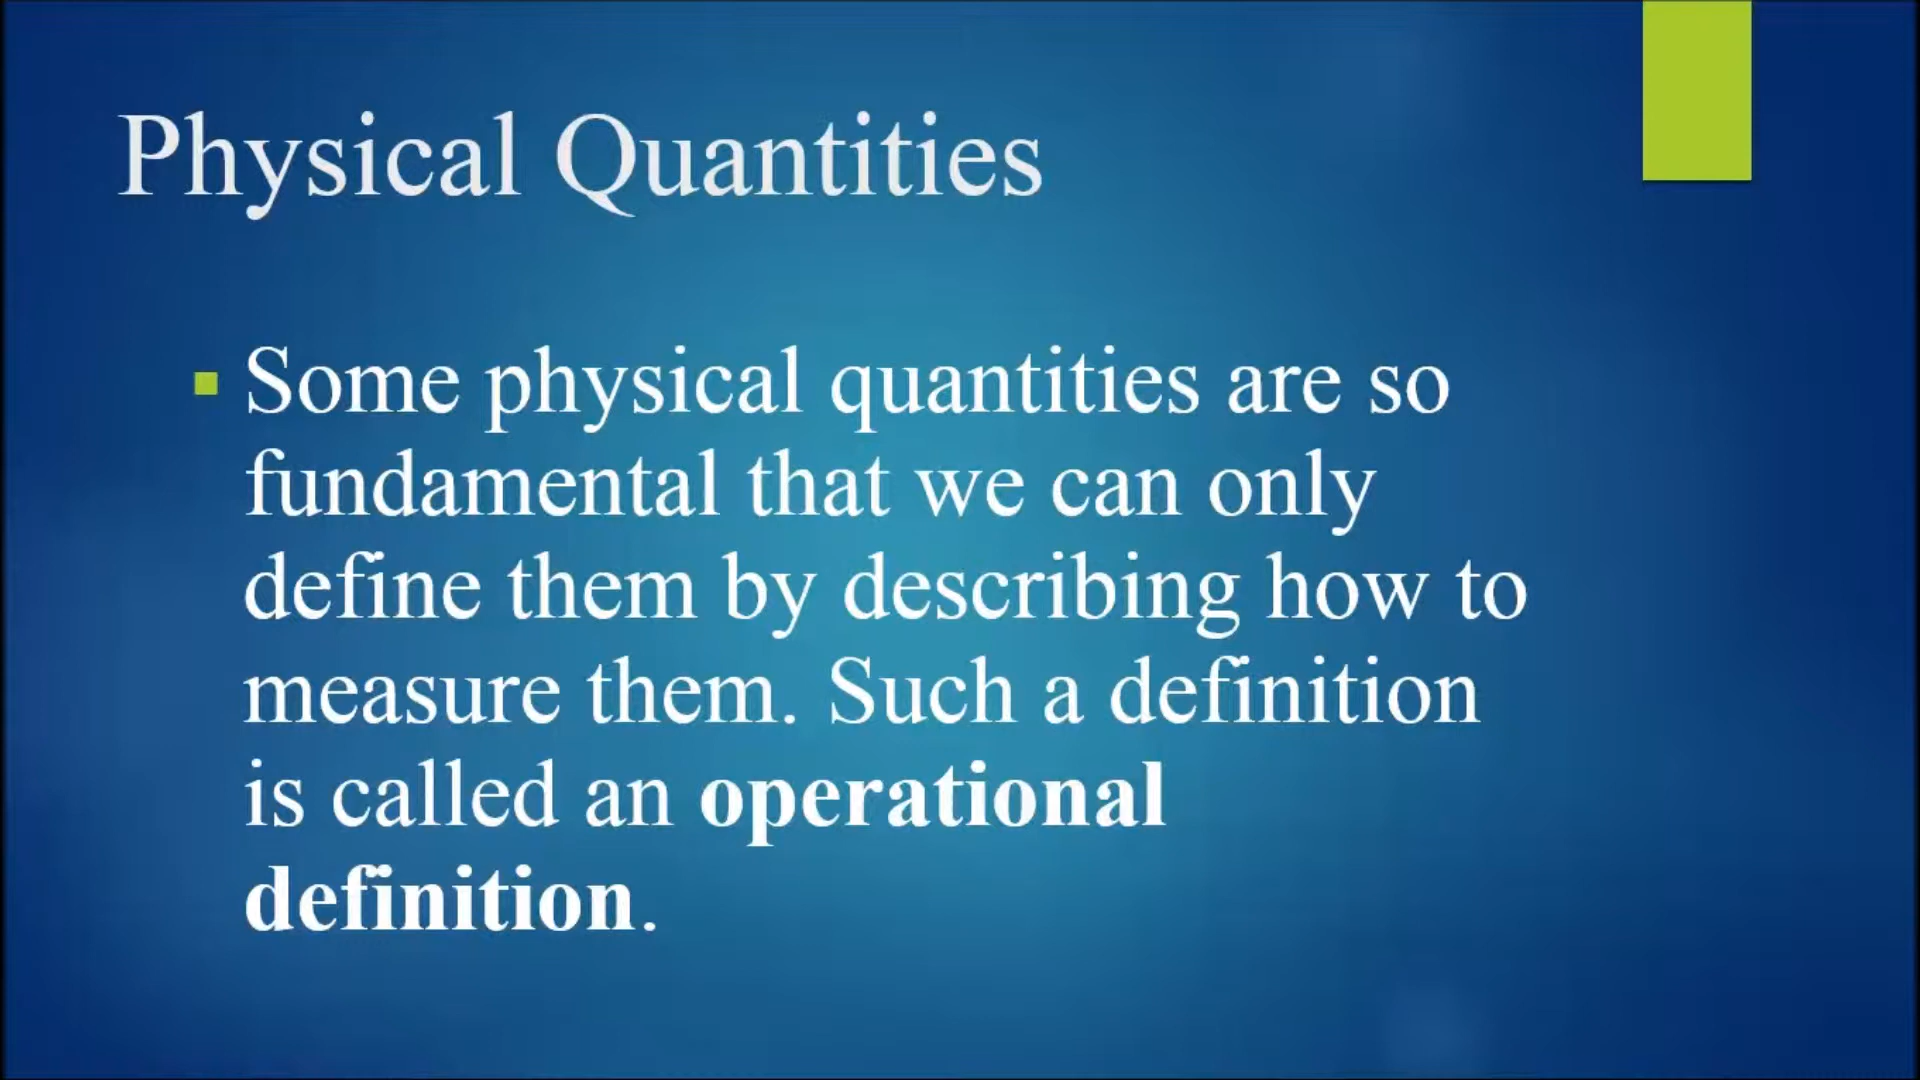 Physical Quantities
Some physical quantities are so
fundamental that we can only
define them by describing how to
measure them. Such a definition
is called an operational
definition.